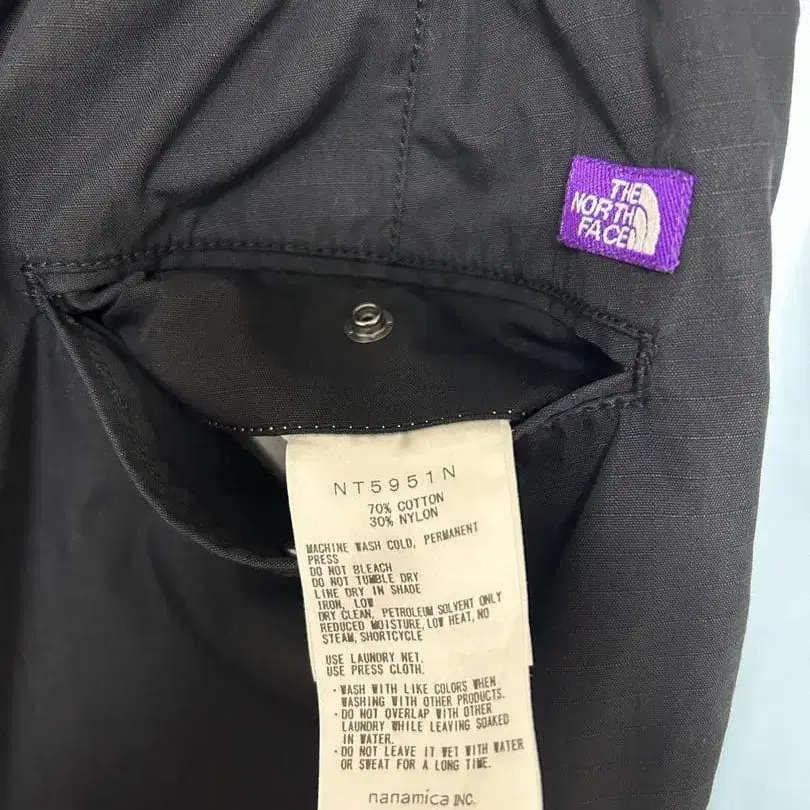 THE
NORTH
FACE
NT5951N
70% COTTON
30% NYLON
MACHINE WASH COLD, PERMANENT
PRESS
DO NOT BLEACH
DO NOT TUMBLE DRY
LINE DRY IN SHADE
IRON, LOW
DRY CLEAN, PETROLEUM SOLVENT ONLY
REDUCED MOISTURE, LOW HEAT, NO
STEAM, SHORTCYCLE
USE LAUNDRY NET.
USE PRESS CLOTH.
・WASH WITH LIKE COLORS WHEN
WASHING WITH OTHER PRODUCTS.
・DO NOT OVERLAP WITH OTHER
LAUNDRY WHILE LEAVING SOAKED
IN WATER.
・DO NOT LEAVE IT WET WITH WATER
OR SWEAT FOR A LONG TIME.
nanamica INC.